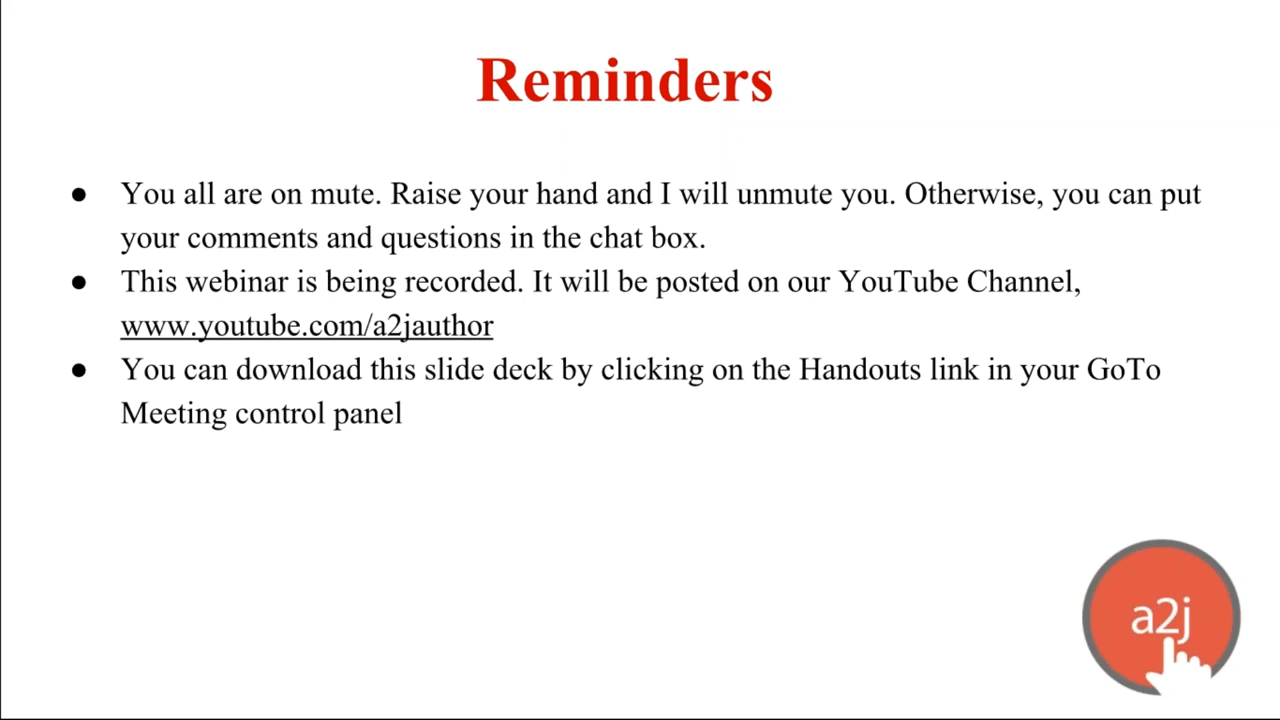 Reminders
● You all are on mute. Raise your hand and I will unmute you. Otherwise, you can put
your comments and questions in the chat box.
● This webinar is being recorded. It will be posted on our YouTube Channel,
www.youtube.com/a2jauthor
● You can download this slide deck by clicking on the Handouts link in your GoTo
Meeting control panel
a2j